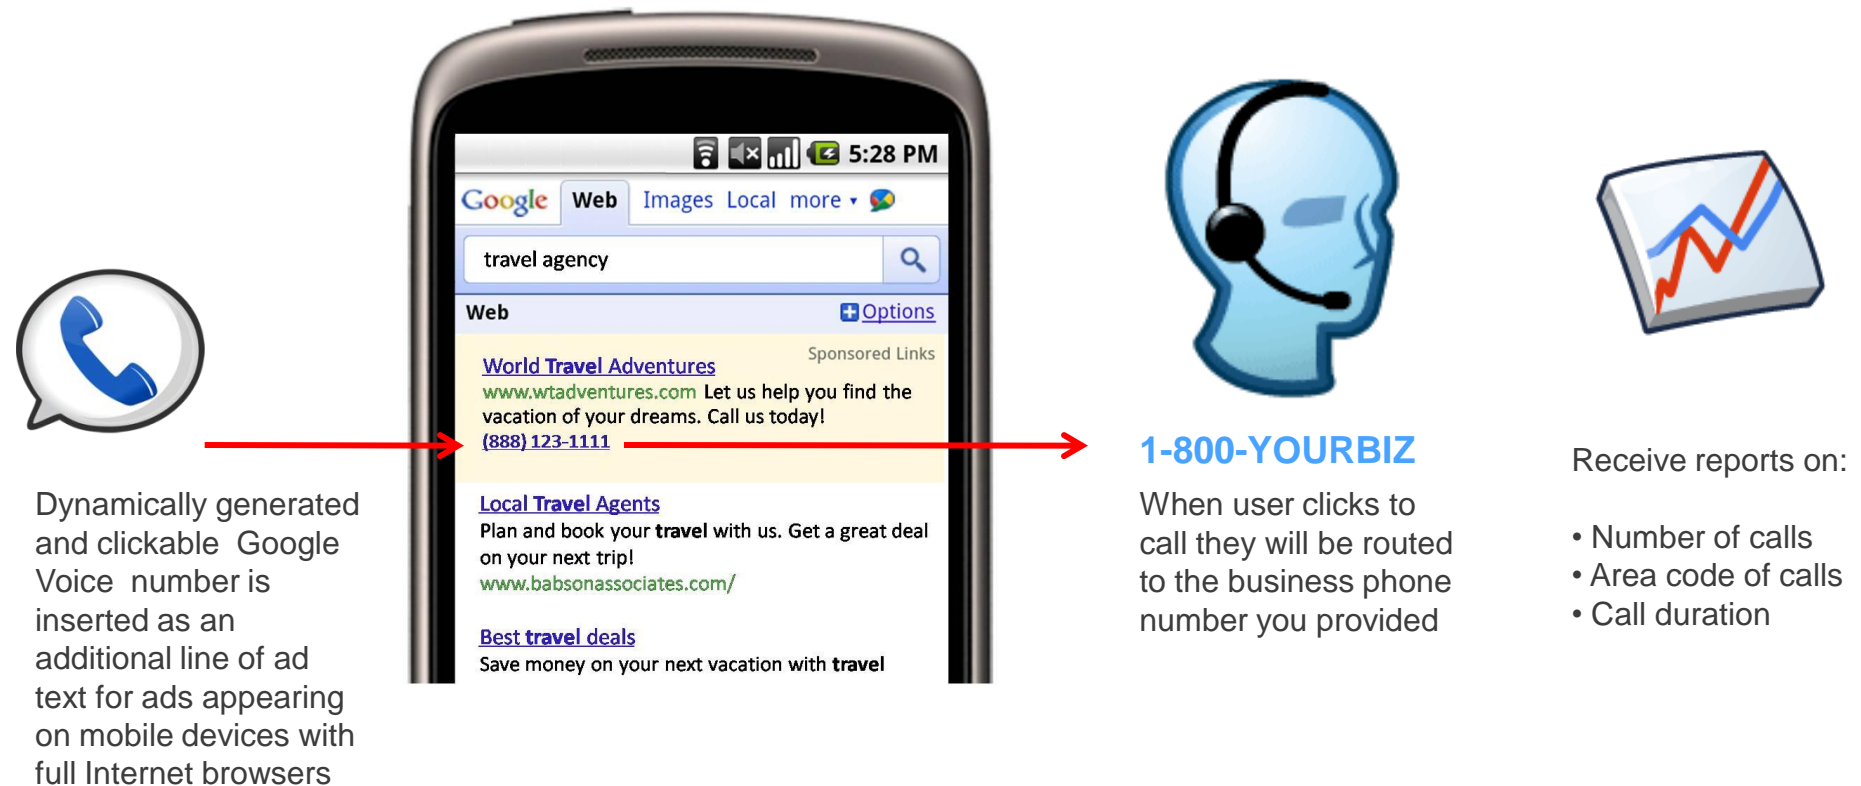 5:28 PM
Google Web Images Local more
travel agency
Web Options
Sponsored Links
World Travel Adventures
www.wtadventures.com Let us help you find the
vacation of your dreams. Call us today!
(888) 123-1111
Local Travel Agents
Plan and book your travel with us. Get a great deal
on your next trip!
www.babsonassociates.com/
Best travel deals
Save money on your next vacation with travel
Dynamically generated
and clickable Google
Voice number is
inserted as an
additional line of ad
text for ads appearing
on mobile devices with
full Internet browsers
1-800-YOURBIZ
When user clicks to
call they will be routed
to the business phone
number you provided
Receive reports on:
• Number of calls
• Area code of calls
• Call duration